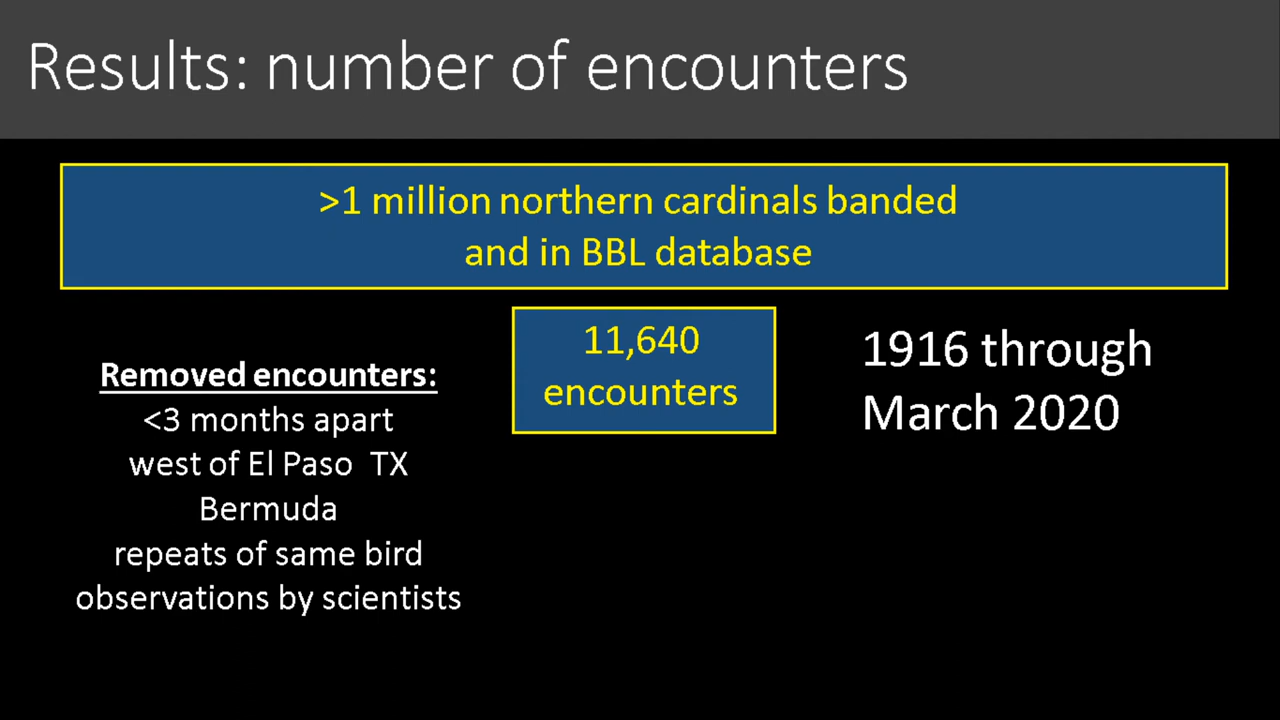 Results: number of encounters
>1 million northern cardinals banded
and in BBL database
11,640
encounters
1916 through
March 2020
Removed encounters:
<3 months apart
west of El Paso  TX
Bermuda
repeats of same bird
observations by scientists